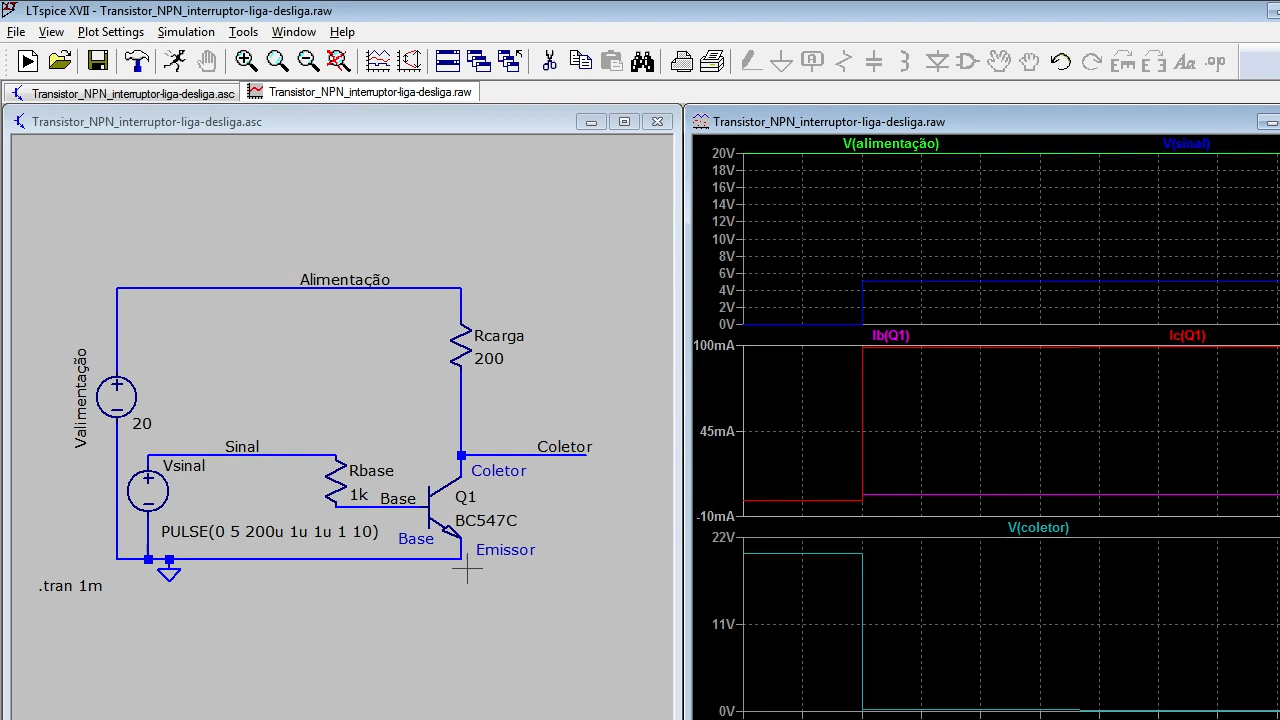 LTspice XVII - Transistor_NPN_interruptor-liga-desliga.raw
File View Plot Settings Simulation Tools Window Help
Aa .op
Transistor_NPN_interruptor-liga-desliga.asc Transistor_NPN_interruptor-liga-desliga.raw
Transistor_NPN_interruptor-liga-desliga.asc
Alimentação
Rcarga
200
Valimentação
20
Sinal
Vsinal
Rbase
1k
Base
Coletor
Coletor
Q1
BC547C
PULSE(0 5 200u 1u 1u 1 10)
Base
Emissor
.tran 1m
Transistor_NPN_interruptor-liga-desliga.raw
V(alimentação) V(sinal)
20V
18V
16V
14V
12V
10V
8V
6V
4V
2V
0V
Ib(Q1) Ic(Q1)
100mA
45mA
-10mA
V(coletor)
22V
11V
0V